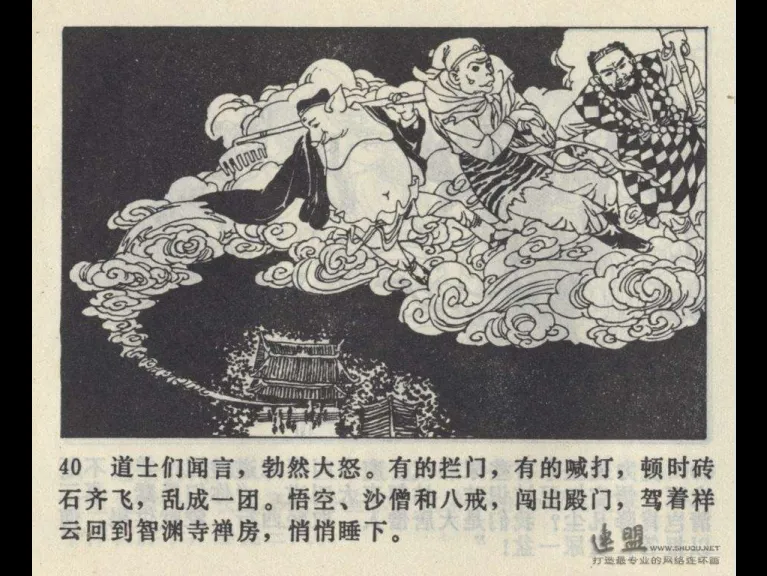 40 道士们闻言，勃然大怒。有的拦门，有的喊打，顿时砖
石齐飞，乱成一团。悟空、沙僧和八戒，闯出殿门，驾着祥
云回到智渊寺禅房，悄悄睡下。
连盟 WWW.SHUQU.NET
打造最专业的网络连环画